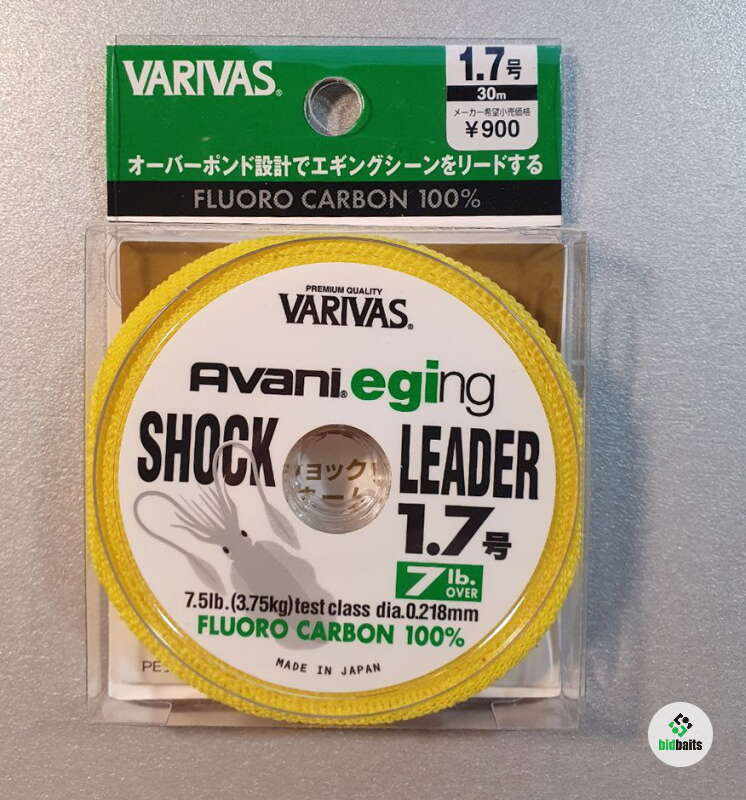 VARIVAS®
1.7号
30m
メーカー希望小売価格
¥900
オーバーポンド設計でエギングシーンをリードする
FLUORO CARBON 100%
PREMIUM QUALITY
VARIVAS®
Avani® eging
SHOCK LEADER
1.7号
7lb. OVER
7.5lb.(3.75kg)test class dia.0.218mm
FLUORO CARBON 100%
MADE IN JAPAN
PE
bidbaits